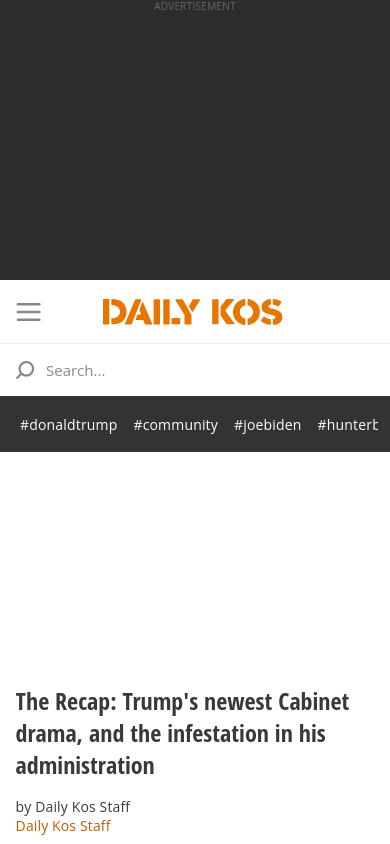 ADVERTISEMENT
DAILY KOS
Search...
#donaldtrump #community #joebiden #hunterb
The Recap: Trump's newest Cabinet
drama, and the infestation in his
administration
by Daily Kos Staff
Daily Kos Staff